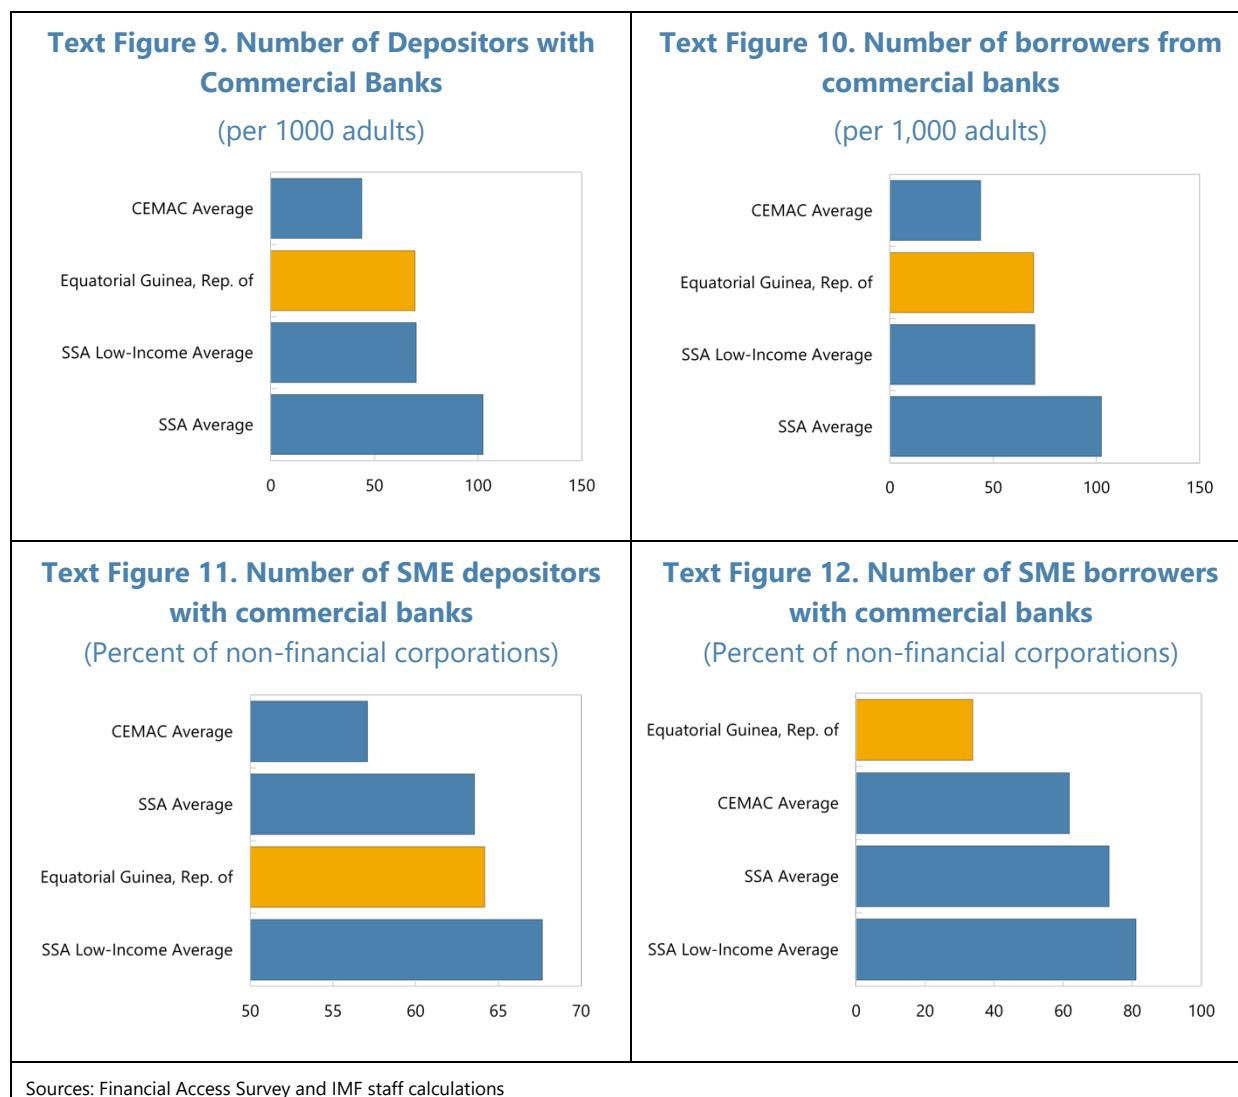 Text Figure 9. Number of Depositors with
Commercial Banks
(per 1000 adults)
CEMAC Average
Equatorial Guinea, Rep. of
SSA Low-Income Average
SSA Average
0 50 100 150
Text Figure 10. Number of borrowers from
commercial banks
(per 1,000 adults)
CEMAC Average
Equatorial Guinea, Rep. of
SSA Low-Income Average
SSA Average
0 50 100 150
Text Figure 11. Number of SME depositors
with commercial banks
(Percent of non-financial corporations)
CEMAC Average
SSA Average
Equatorial Guinea, Rep. of
SSA Low-Income Average
50 55 60 65 70
Text Figure 12. Number of SME borrowers
with commercial banks
(Percent of non-financial corporations)
Equatorial Guinea, Rep. of
CEMAC Average
SSA Average
SSA Low-Income Average
0 20 40 60 80 100
Sources: Financial Access Survey and IMF staff calculations